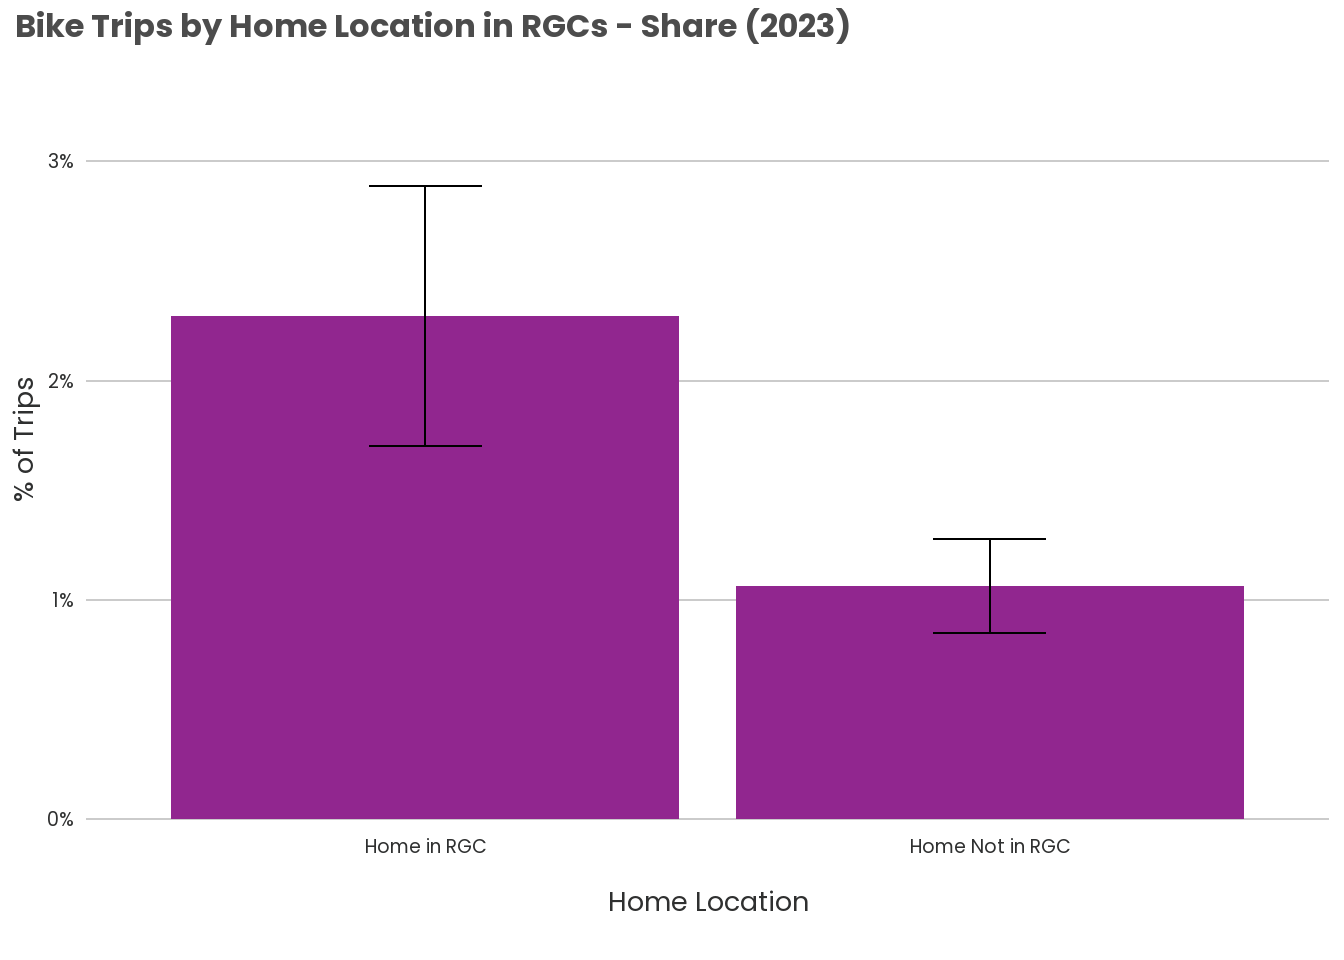 Bike Trips by Home Location in RGCs - Share (2023)
3%
2%
1%
0%
% of Trips
Home in RGC
Home Not in RGC
Home Location